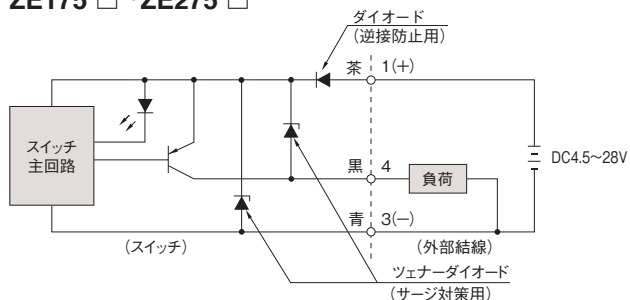 ZE175 □・ZE275 □
ダイオード
(逆接防止用)
茶 1(+)
スイッチ
主回路
DC4.5〜28V
黒 4
負荷
青 3(−)
(スイッチ)
(外部結線)
ツェナーダイオード
(サージ対策用)